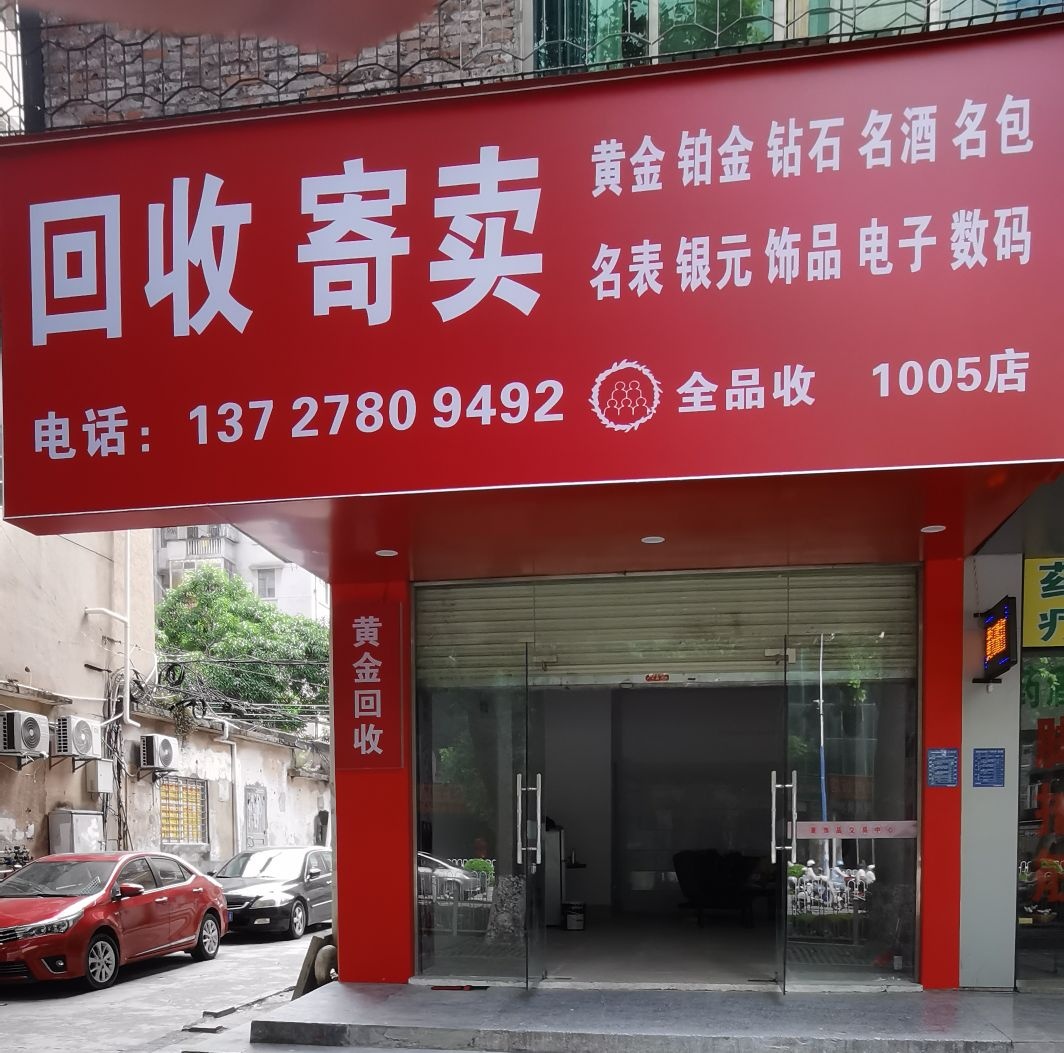 回收 寄卖
黄金 铂金 钻石 名酒 名包
名表 银元 饰品 电子 数码
电话：137 2780 9492
全品收 1005店
黄金回收
药
疗